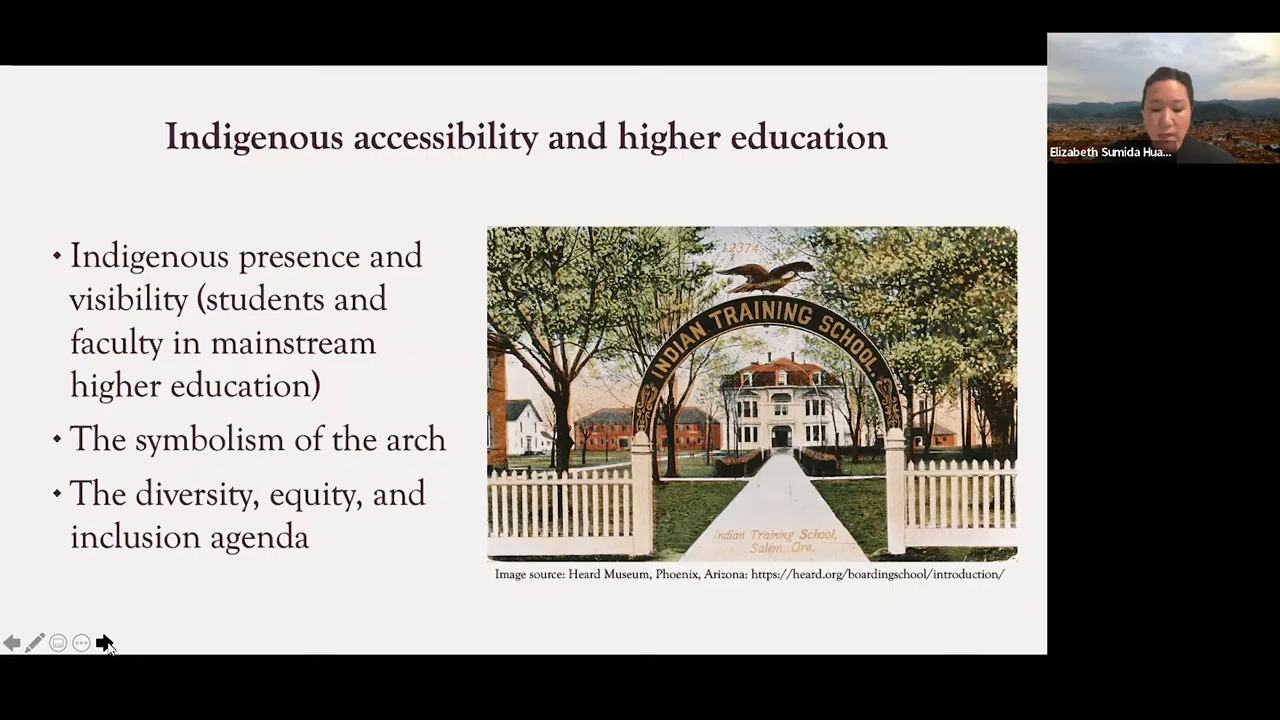 Indigenous accessibility and higher education
Elizabeth Sumida Hua...
• Indigenous presence and
visibility (students and
faculty in mainstream
higher education)
• The symbolism of the arch
• The diversity, equity, and
inclusion agenda
12374
INDIAN TRAINING SCHOOL.
Indian Training School,
Salem. Ore.
Image source: Heard Museum, Phoenix, Arizona: https://heard.org/boardingschool/introduction/